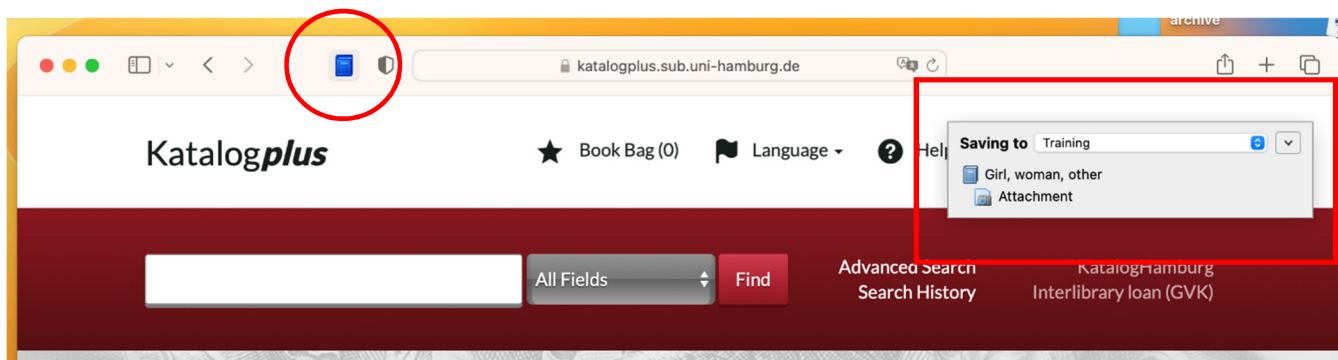 archive
katalogplus.sub.uni-hamburg.de
Katalogplus
Book Bag (0)
Language
Help
Saving to Training
Girl, woman, other
Attachment
All Fields
Find
Advanced Search
Search History
KatalogHamburg
Interlibrary loan (GVK)